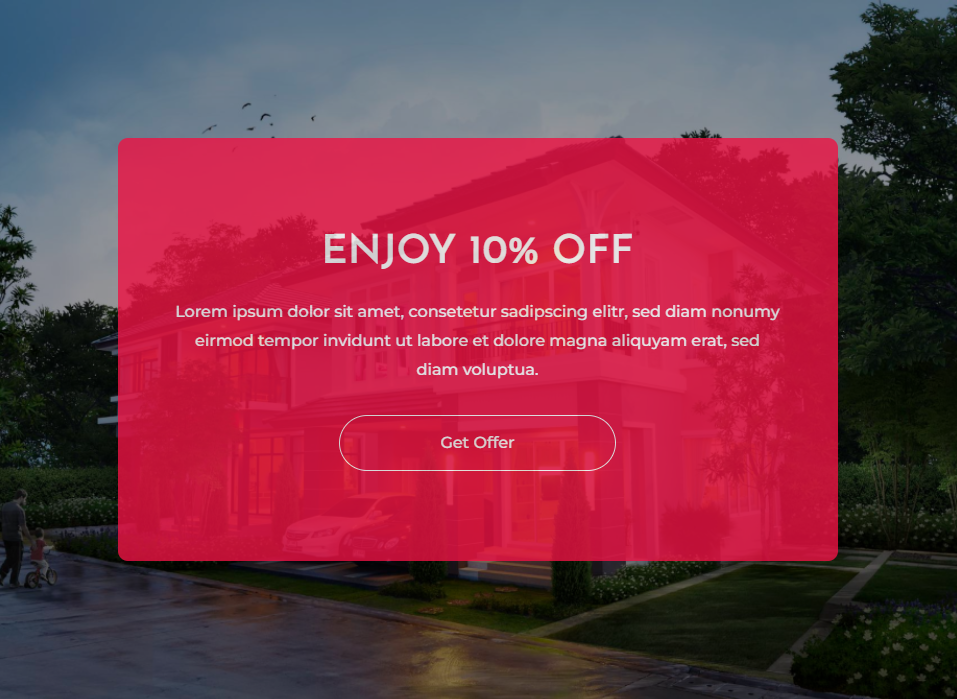 ENJOY 10% OFF
Lorem ipsum dolor sit amet, consetetur sadipscing elitr, sed diam nonumy
eirmod tempor invidunt ut labore et dolore magna aliquyam erat, sed
diam voluptua.
Get Offer